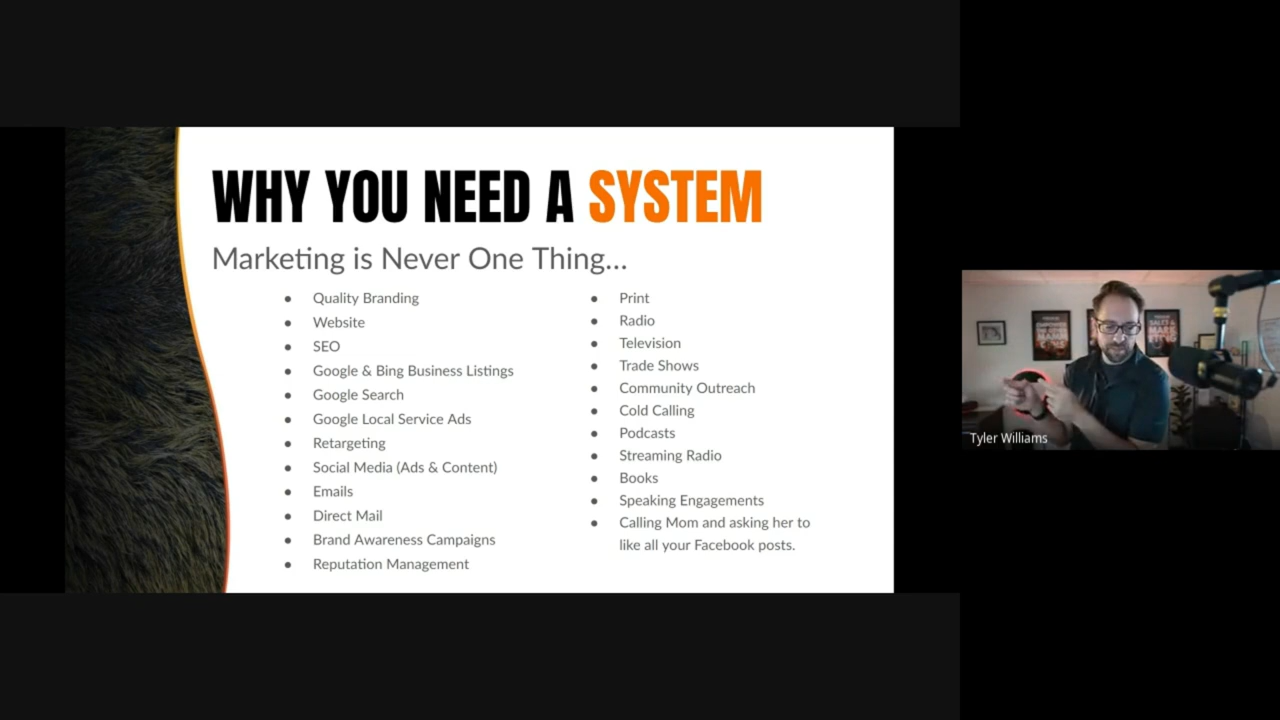 WHY YOU NEED A SYSTEM
Marketing is Never One Thing...
Quality Branding
Website
SEO
Google & Bing Business Listings
Google Search
Google Local Service Ads
Retargeting
Social Media (Ads & Content)
Emails
Direct Mail
Brand Awareness Campaigns
Reputation Management
Print
Radio
Television
Trade Shows
Community Outreach
Cold Calling
Podcasts
Streaming Radio
Books
Speaking Engagements
Calling Mom and asking her to
like all your Facebook posts.
Tyler Williams